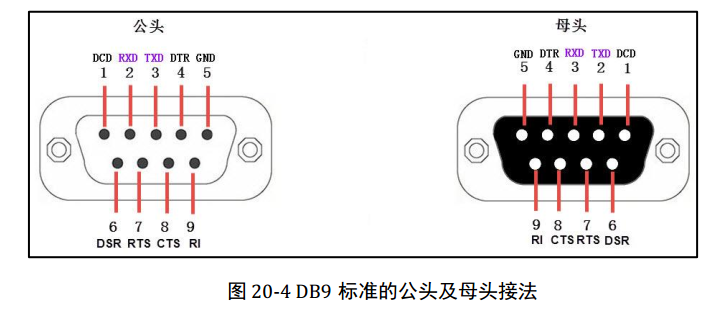 公头
母头
DCD RXD TXD DTR GND
1 2 3 4 5
GND DTR RXD TXD DCD
5 4 3 2 1
6 7 8 9
DSR RTS CTS RI
9 8 7 6
RI CTS RTS DSR
图 20-4 DB9 标准的公头及母头接法